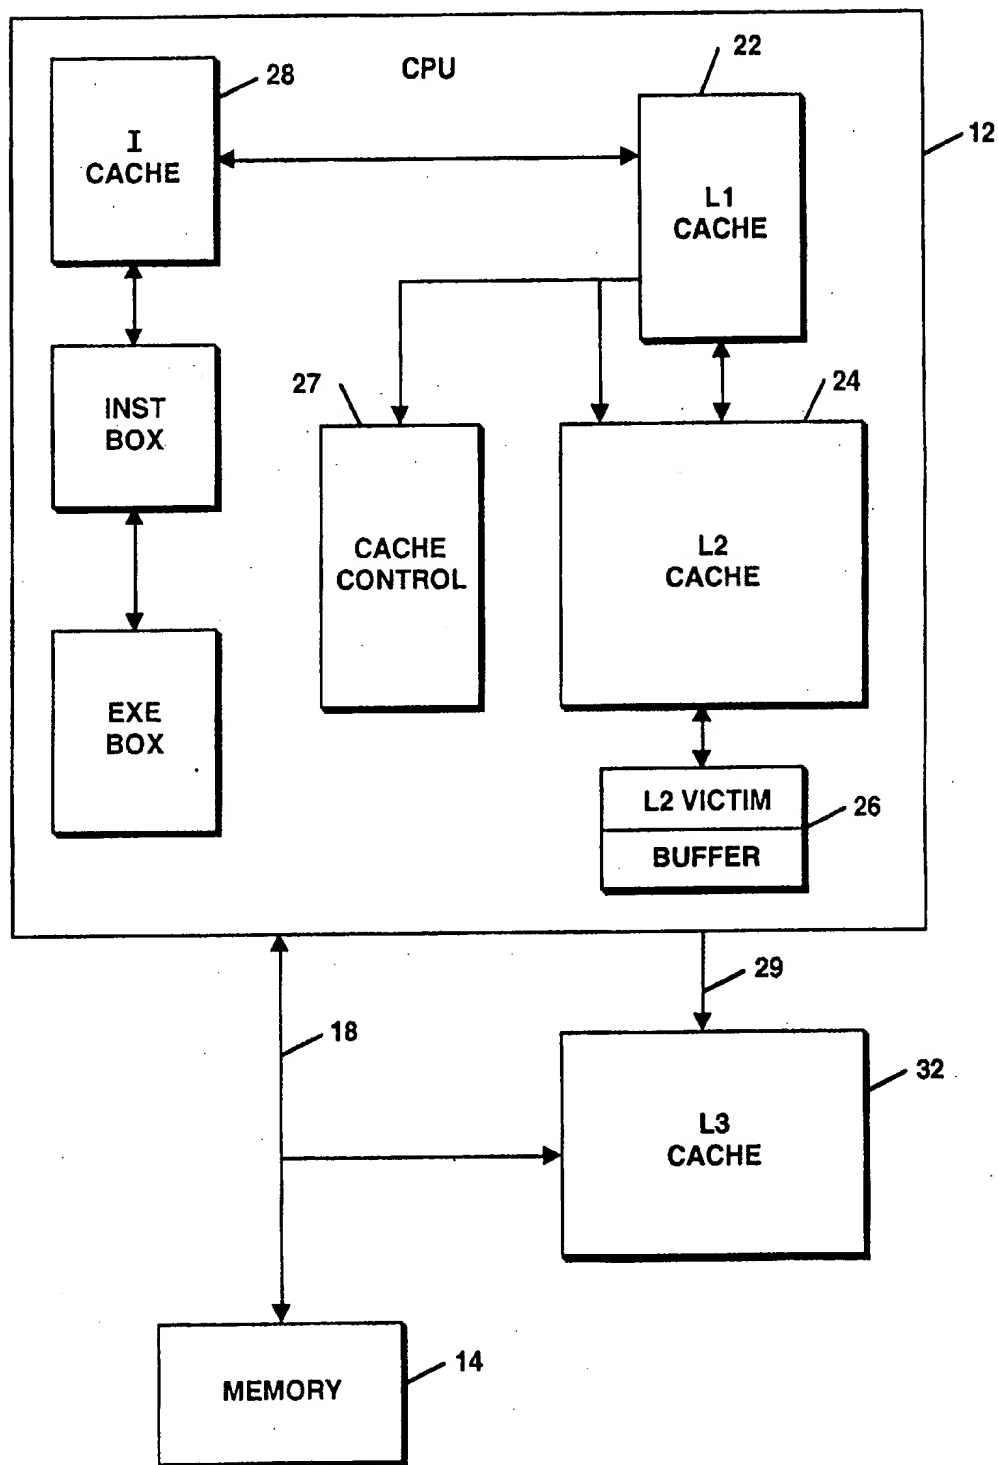 CPU
28
22
12
I
CACHE
L1
CACHE
27
24
INST
BOX
CACHE
CONTROL
L2
CACHE
EXE
BOX
L2 VICTIM
BUFFER
26
29
18
32
L3
CACHE
MEMORY
14